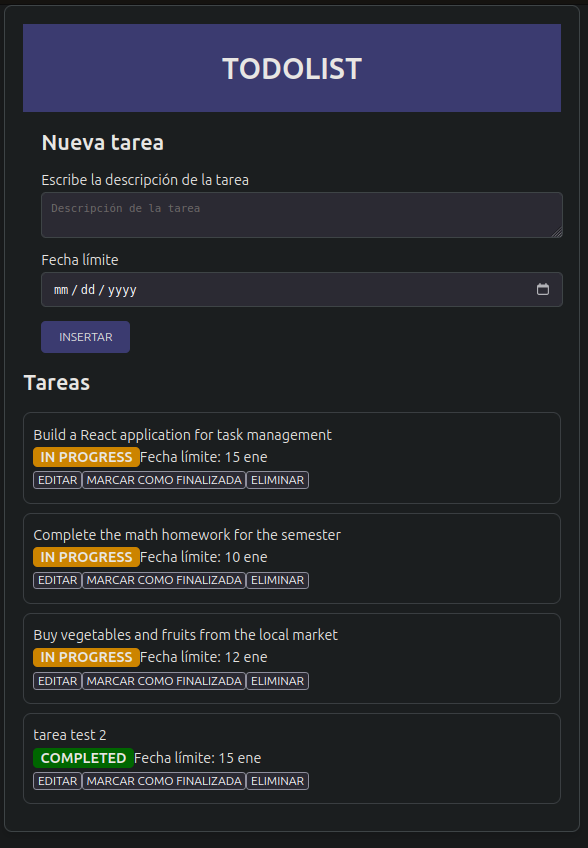 TODOLIST
Nueva tarea
Escribe la descripción de la tarea
Descripción de la tarea
Fecha límite
mm/dd/yyyy
INSERTAR
Tareas
Build a React application for task management
IN PROGRESS Fecha límite: 15 ene
EDITAR MARCAR COMO FINALIZADA ELIMINAR
Complete the math homework for the semester
IN PROGRESS Fecha límite: 10 ene
EDITAR MARCAR COMO FINALIZADA ELIMINAR
Buy vegetables and fruits from the local market
IN PROGRESS Fecha límite: 12 ene
EDITAR MARCAR COMO FINALIZADA ELIMINAR
tarea test 2
COMPLETED Fecha límite: 15 ene
EDITAR MARCAR COMO FINALIZADA ELIMINAR